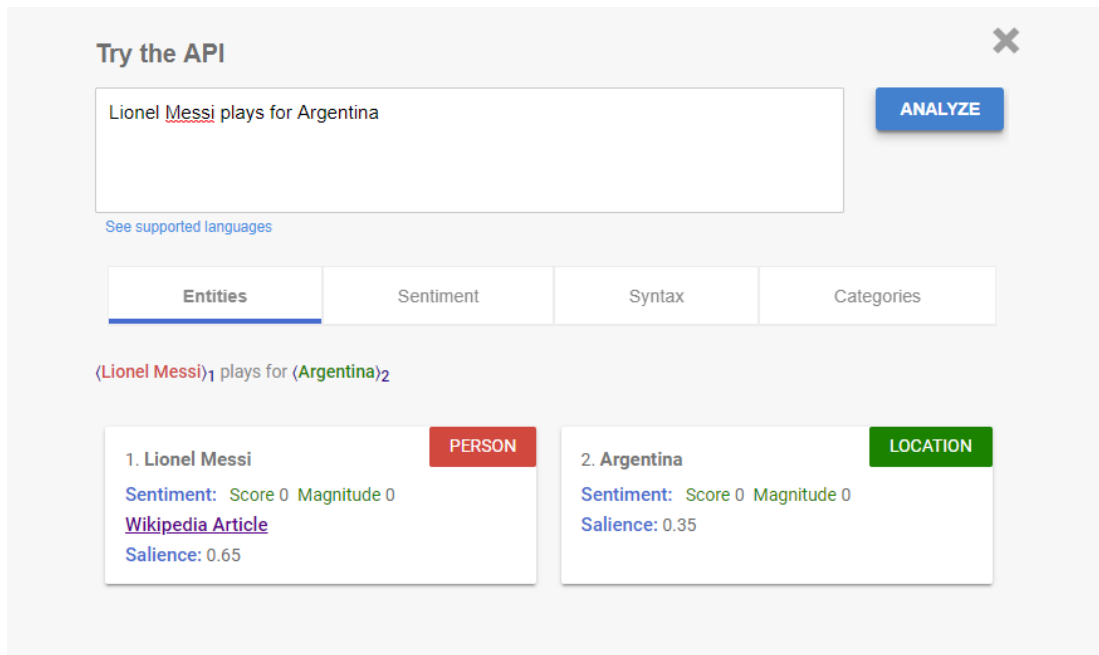 Try the API
Lionel Messi plays for Argentina
ANALYZE
See supported languages
Entities
Sentiment
Syntax
Categories
⟨Lionel Messi⟩1 plays for ⟨Argentina⟩2
1. Lionel Messi
PERSON
Sentiment: Score 0 Magnitude 0
Wikipedia Article
Salience: 0.65
2. Argentina
LOCATION
Sentiment: Score 0 Magnitude 0
Salience: 0.35